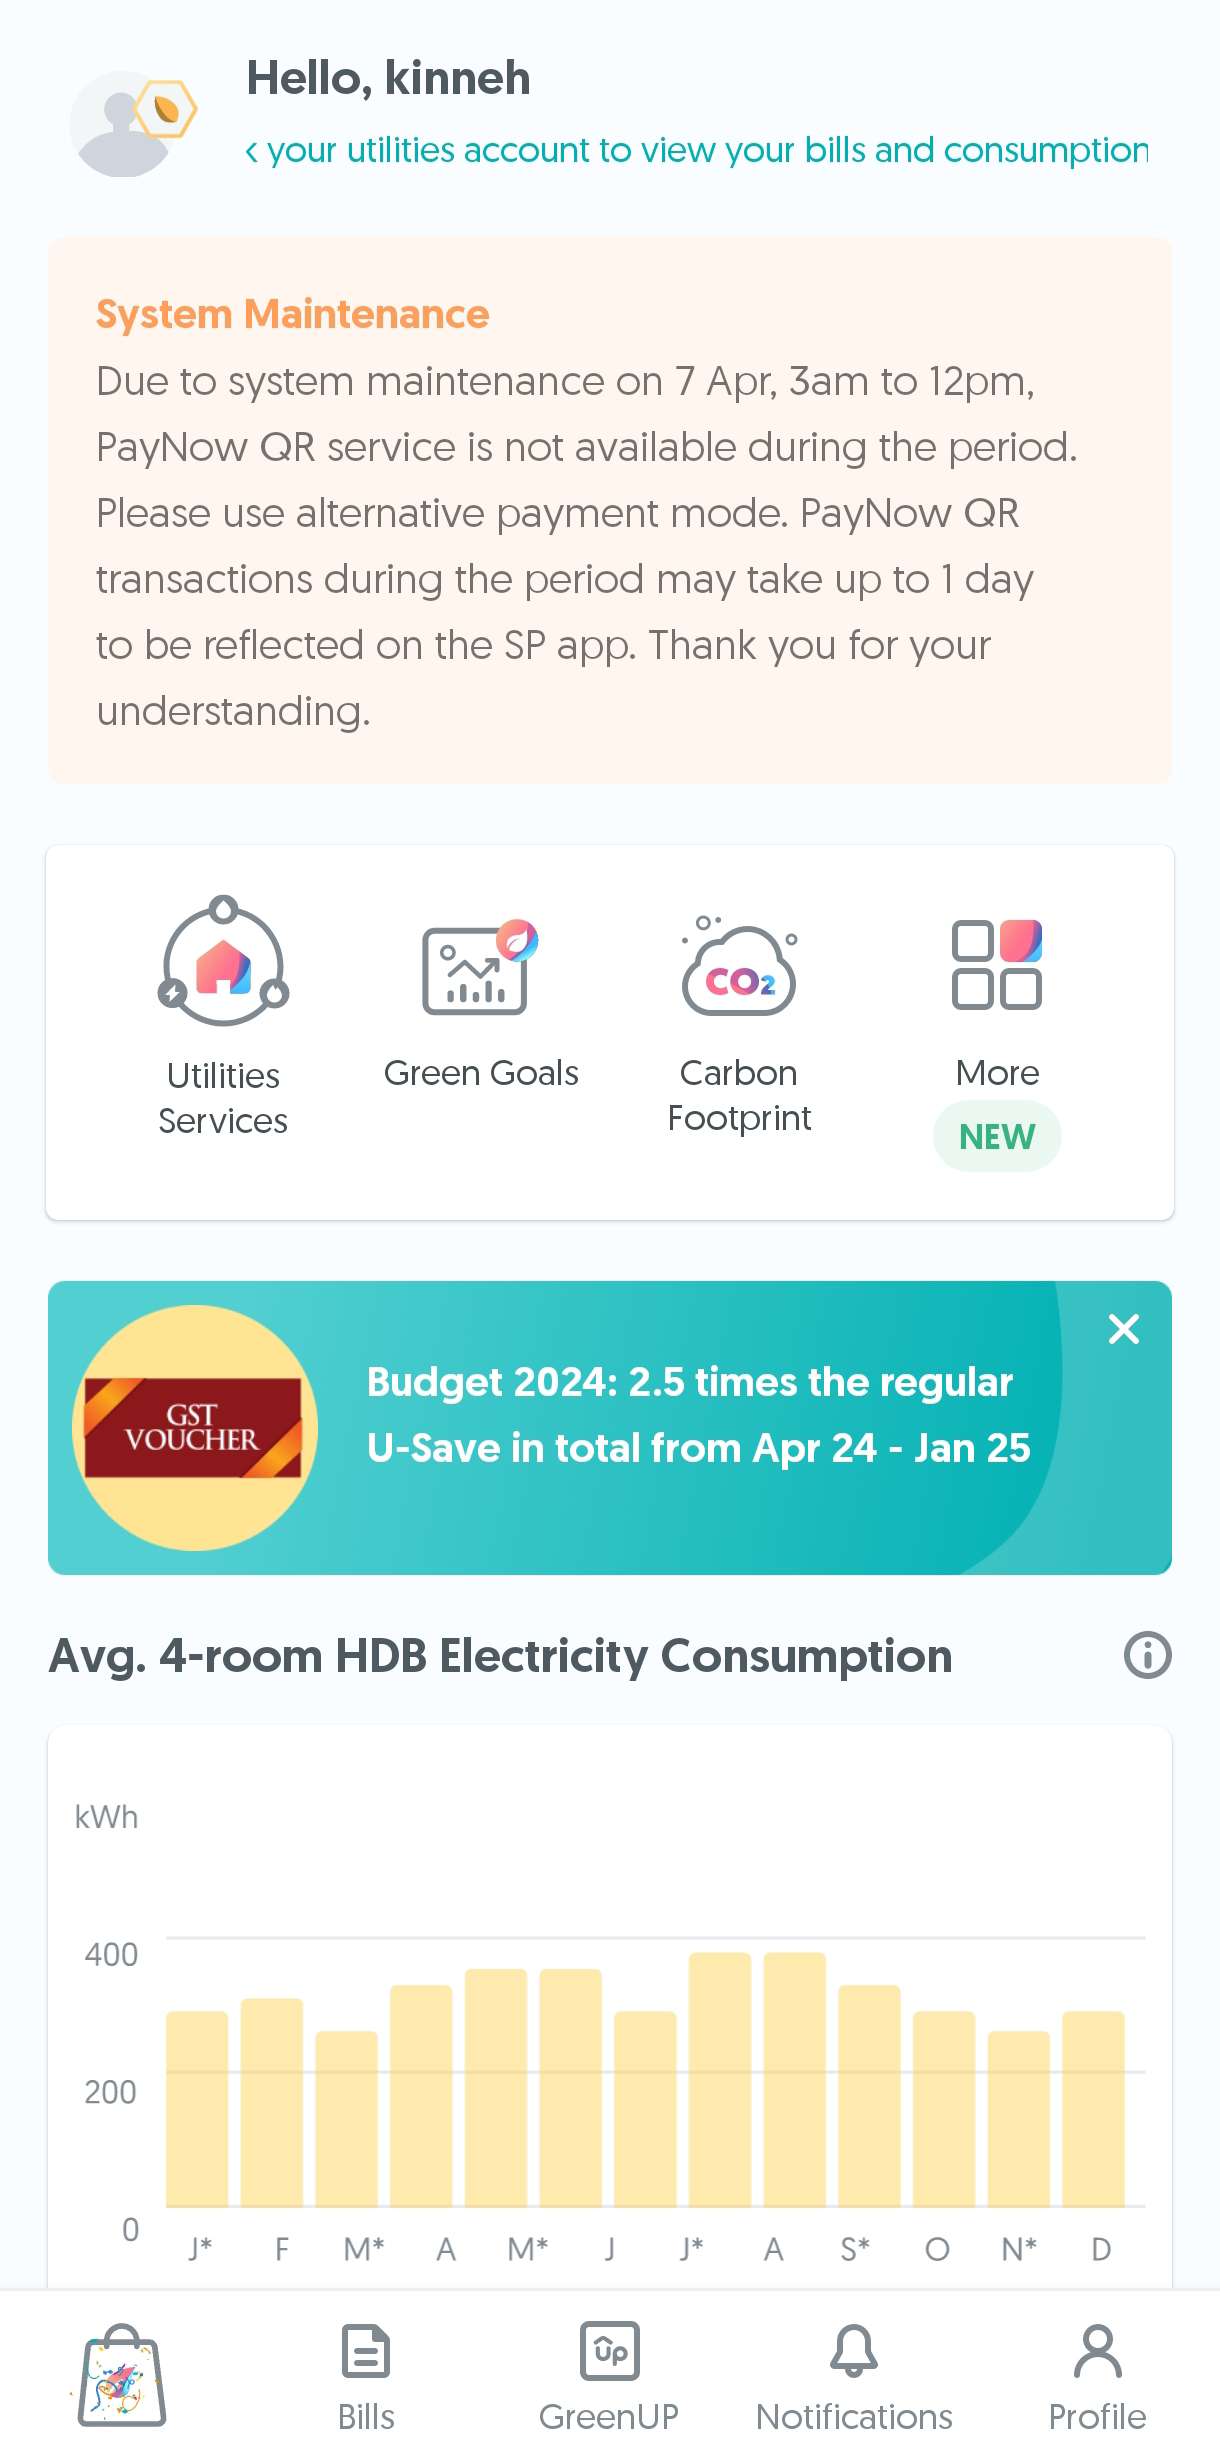 Hello, kinneh
your utilities account to view your bills and consumption
System Maintenance
Due to system maintenance on 7 Apr, 3am to 12pm,
PayNow QR service is not available during the period.
Please use alternative payment mode. PayNow QR
transactions during the period may take up to 1 day
to be reflected on the SP app. Thank you for your
understanding.
CO2
Utilities
Services
Green Goals
Carbon
Footprint
More
NEW
GST
VOUCHER
Budget 2024: 2.5 times the regular
U-Save in total from Apr 24 - Jan 25
Avg. 4-room HDB Electricity Consumption
kWh
400
200
0
J* F M* A M* J J* A S* O N* D
Up
Bills
GreenUP
Notifications
Profile